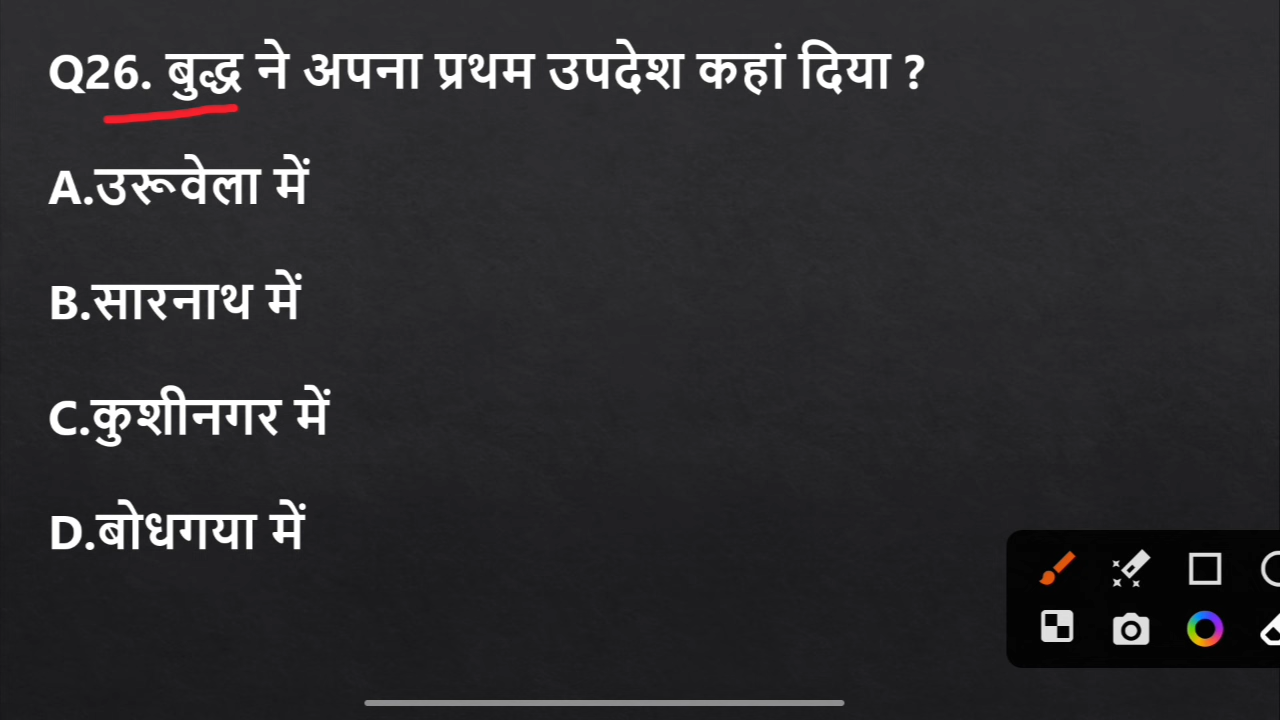 Q26. बुद्ध ने अपना प्रथम उपदेश कहां दिया ?
A.उरूवेला में
B.सारनाथ में
C.कुशीनगर में
D.बोधगया में